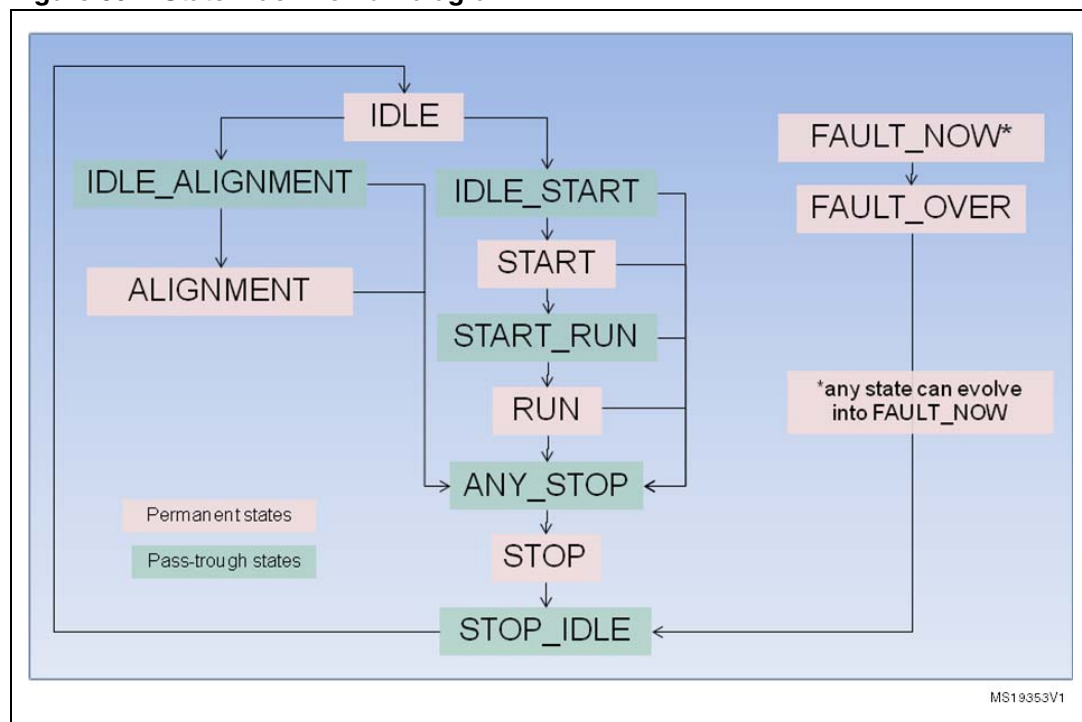 IDLE
FAULT_NOW*
IDLE_ALIGNMENT
IDLE_START
FAULT_OVER
START
ALIGNMENT
START_RUN
*any state can evolve
into FAULT_NOW
RUN
ANY_STOP
Permanent states
STOP
Pass-trough states
STOP_IDLE
MS19353V1